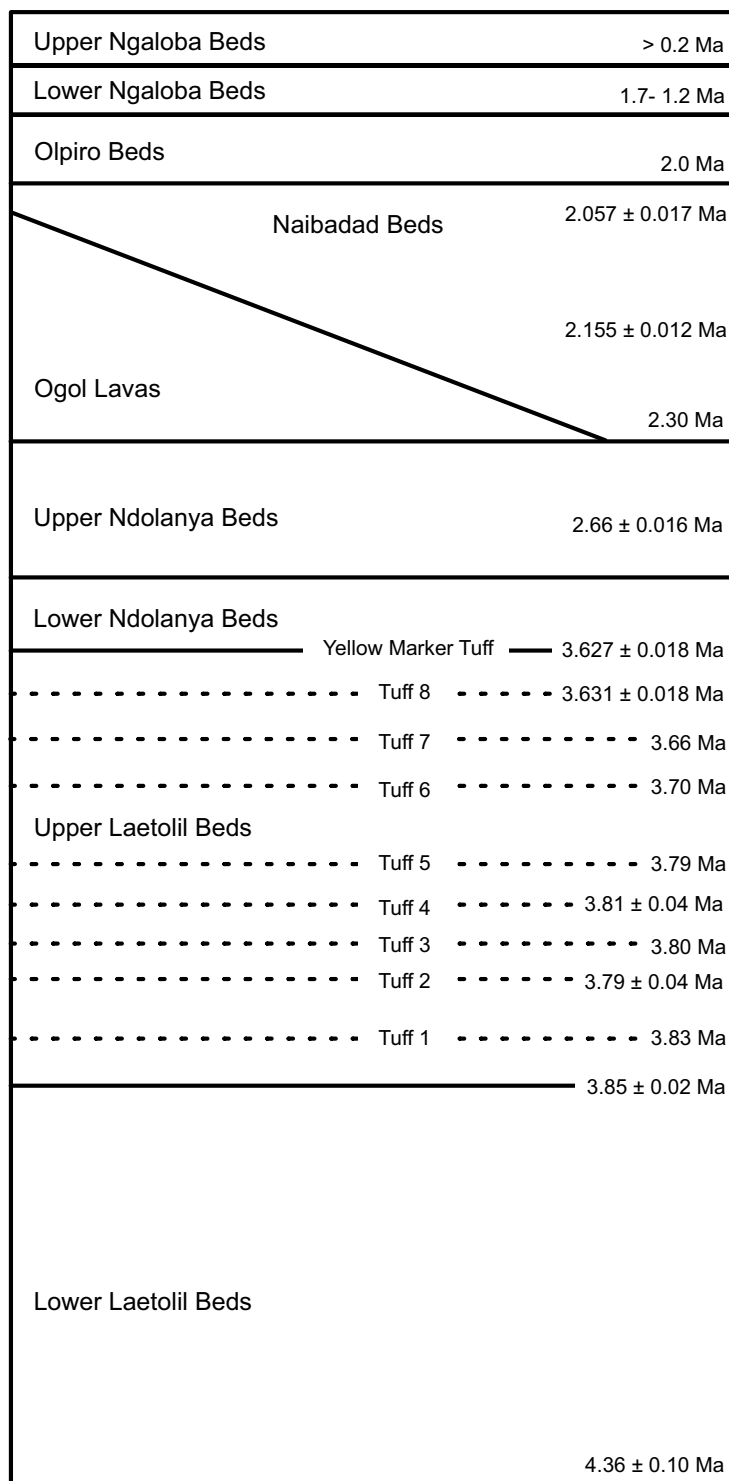 Upper Ngaloba Beds > 0.2 Ma
Lower Ngaloba Beds 1.7- 1.2 Ma
Olpiro Beds 2.0 Ma
Naibadad Beds 2.057 ± 0.017 Ma
2.155 ± 0.012 Ma
Ogol Lavas
2.30 Ma
Upper Ndolanya Beds 2.66 ± 0.016 Ma
Lower Ndolanya Beds
Yellow Marker Tuff 3.627 ± 0.018 Ma
Tuff 8 3.631 ± 0.018 Ma
Tuff 7 3.66 Ma
Tuff 6 3.70 Ma
Upper Laetolil Beds
Tuff 5 3.79 Ma
Tuff 4 3.81 ± 0.04 Ma
Tuff 3 3.80 Ma
Tuff 2 3.79 ± 0.04 Ma
Tuff 1 3.83 Ma
3.85 ± 0.02 Ma
Lower Laetolil Beds
4.36 ± 0.10 Ma